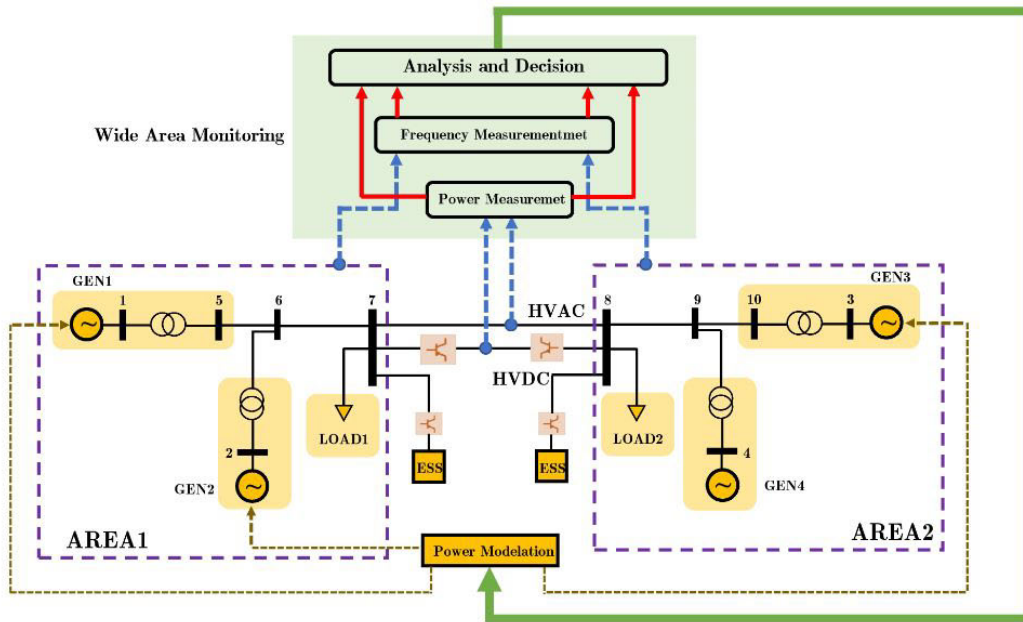 Analysis and Decision
Wide Area Monitoring
Frequency Measurementmet
Power Measuremet
GEN1
GEN3
1
5
6
7
HVAC
8
9
10
3
HVDC
LOAD1
LOAD2
2
4
ESS
ESS
GEN2
GEN4
AREA1
AREA2
Power Modelation